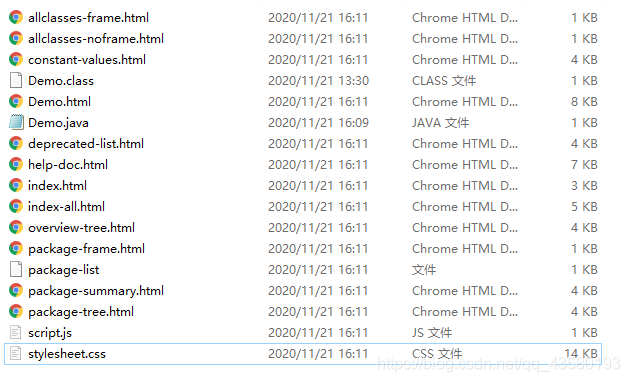 allclasses-frame.html 2020/11/21 16:11 Chrome HTML D... 1 KB
allclasses-noframe.html 2020/11/21 16:11 Chrome HTML D... 1 KB
constant-values.html 2020/11/21 16:11 Chrome HTML D... 4 KB
Demo.class 2020/11/21 13:30 CLASS 文件 1 KB
Demo.html 2020/11/21 16:11 Chrome HTML D... 8 KB
Demo.java 2020/11/21 16:09 JAVA 文件 1 KB
deprecated-list.html 2020/11/21 16:11 Chrome HTML D... 4 KB
help-doc.html 2020/11/21 16:11 Chrome HTML D... 7 KB
index.html 2020/11/21 16:11 Chrome HTML D... 3 KB
index-all.html 2020/11/21 16:11 Chrome HTML D... 5 KB
overview-tree.html 2020/11/21 16:11 Chrome HTML D... 4 KB
package-frame.html 2020/11/21 16:11 Chrome HTML D... 1 KB
package-list 2020/11/21 16:11 文件 1 KB
package-summary.html 2020/11/21 16:11 Chrome HTML D... 4 KB
package-tree.html 2020/11/21 16:11 Chrome HTML D... 4 KB
script.js 2020/11/21 16:11 JS 文件 1 KB
stylesheet.css 2020/11/21 16:11 CSS 文件 14 KB
https://blog.csdn.net/qq_43580193